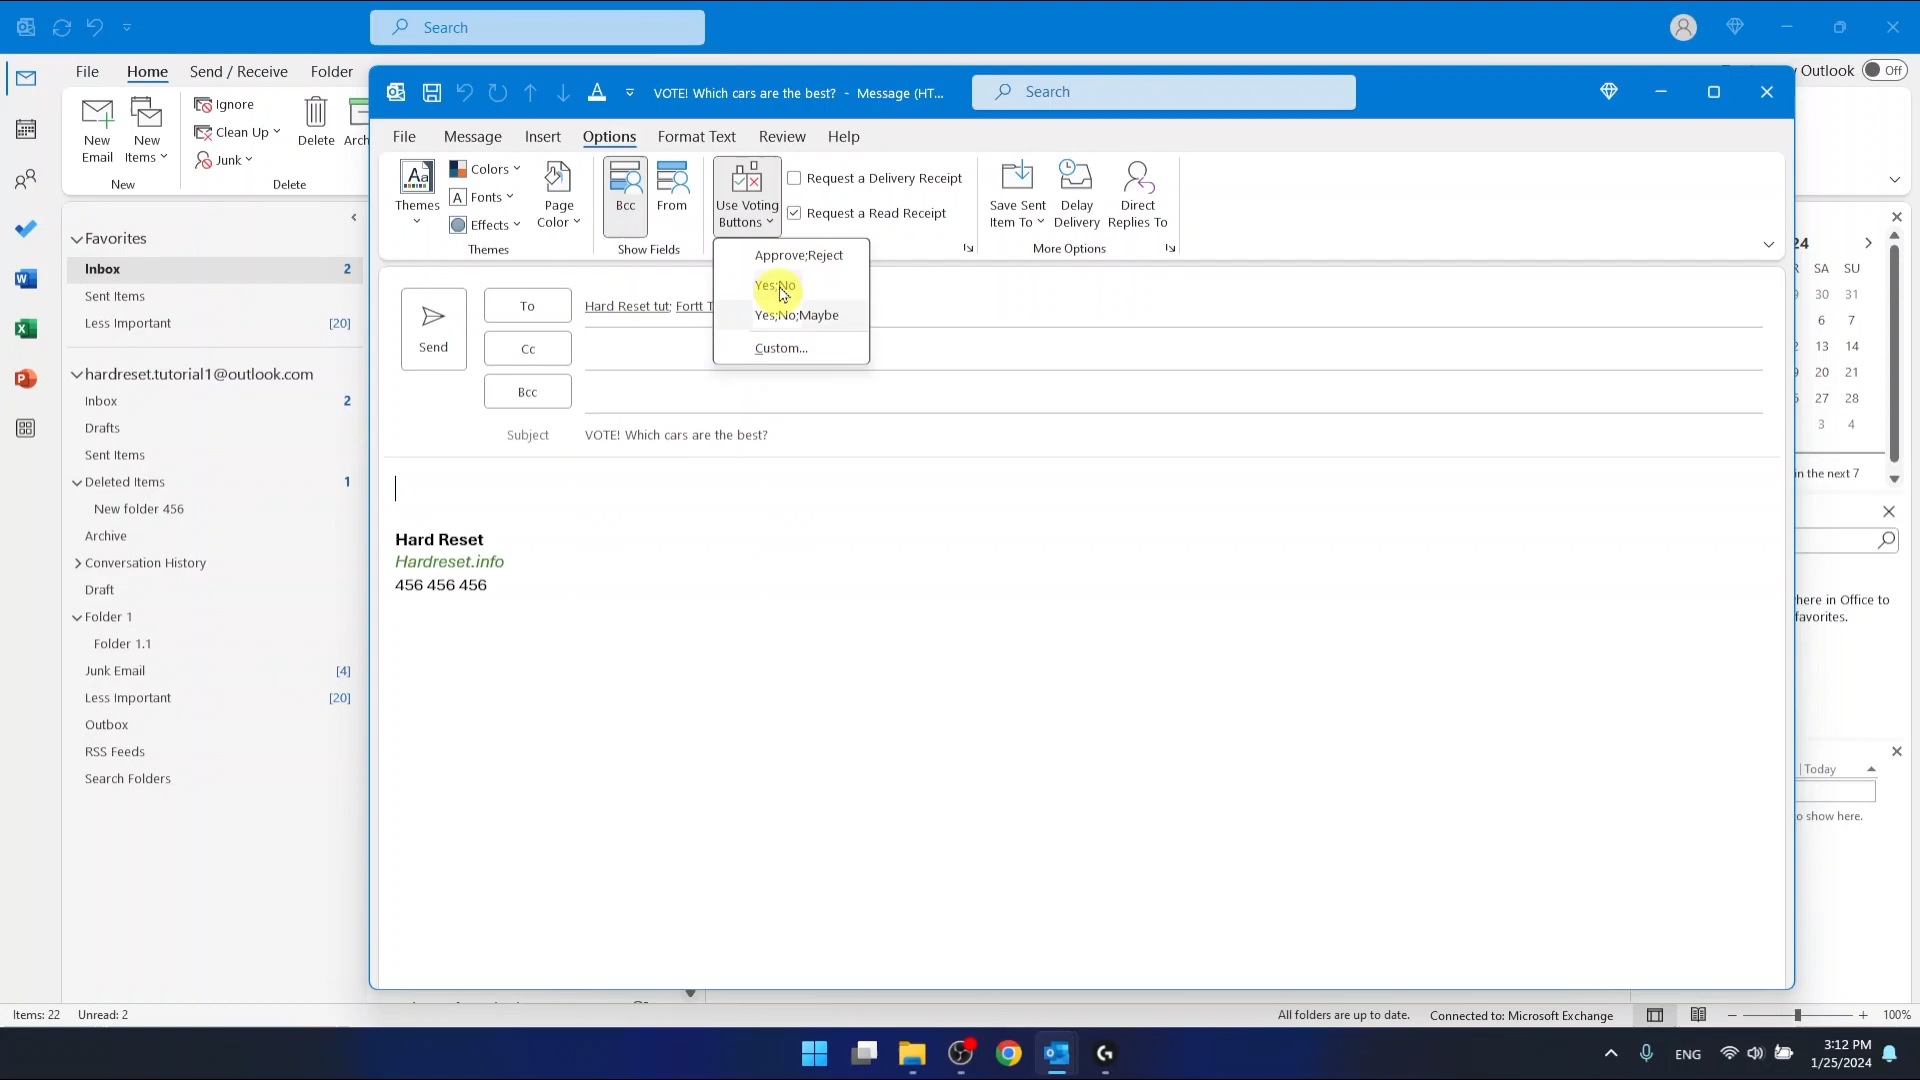 Search
File Home Send / Receive Folder
Outlook Off
New Email
New Items
New
Ignore
Clean Up
Junk
Delete
Delete
VOTE! Which cars are the best? - Message (HT...
Search
File Message Insert Options Format Text Review Help
Themes
Colors
Fonts
Effects
Page Color
Themes
Bcc
From
Show Fields
Use Voting Buttons
Request a Delivery Receipt
Request a Read Receipt
Save Sent Item To
Delay Delivery
Direct Replies To
More Options
Approve;Reject
Yes;No
Yes;No;Maybe
Custom...
Send
To
Hard Reset tut; Fortt T
Cc
Bcc
Subject
VOTE! Which cars are the best?
Hard Reset
Hardreset.info
456 456 456
Favorites
Inbox 2
Sent Items
Less Important [20]
hardreset.tutorial1@outlook.com
Inbox 2
Drafts
Sent Items
Deleted Items 1
New folder 456
Archive
Conversation History
Draft
Folder 1
Folder 1.1
Junk Email [4]
Less Important [20]
Outbox
RSS Feeds
Search Folders
24
SA SU
30 31
6 7
13 14
20 21
27 28
3 4
in the next 7
here in Office to
favorites.
Today
o show here.
Items: 22 Unread: 2
All folders are up to date. Connected to: Microsoft Exchange
100%
ENG
3:12 PM
1/25/2024